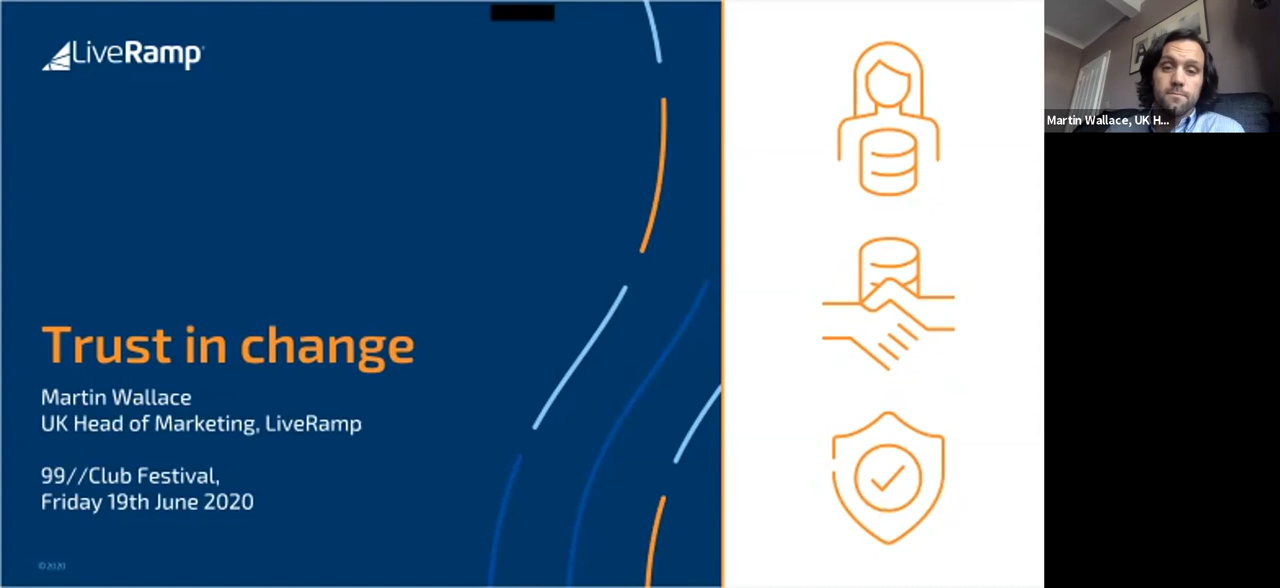 LiveRamp
Trust in change
Martin Wallace
UK Head of Marketing, LiveRamp
99//Club Festival,
Friday 19th June 2020
©2020
Martin Wallace, UK H...